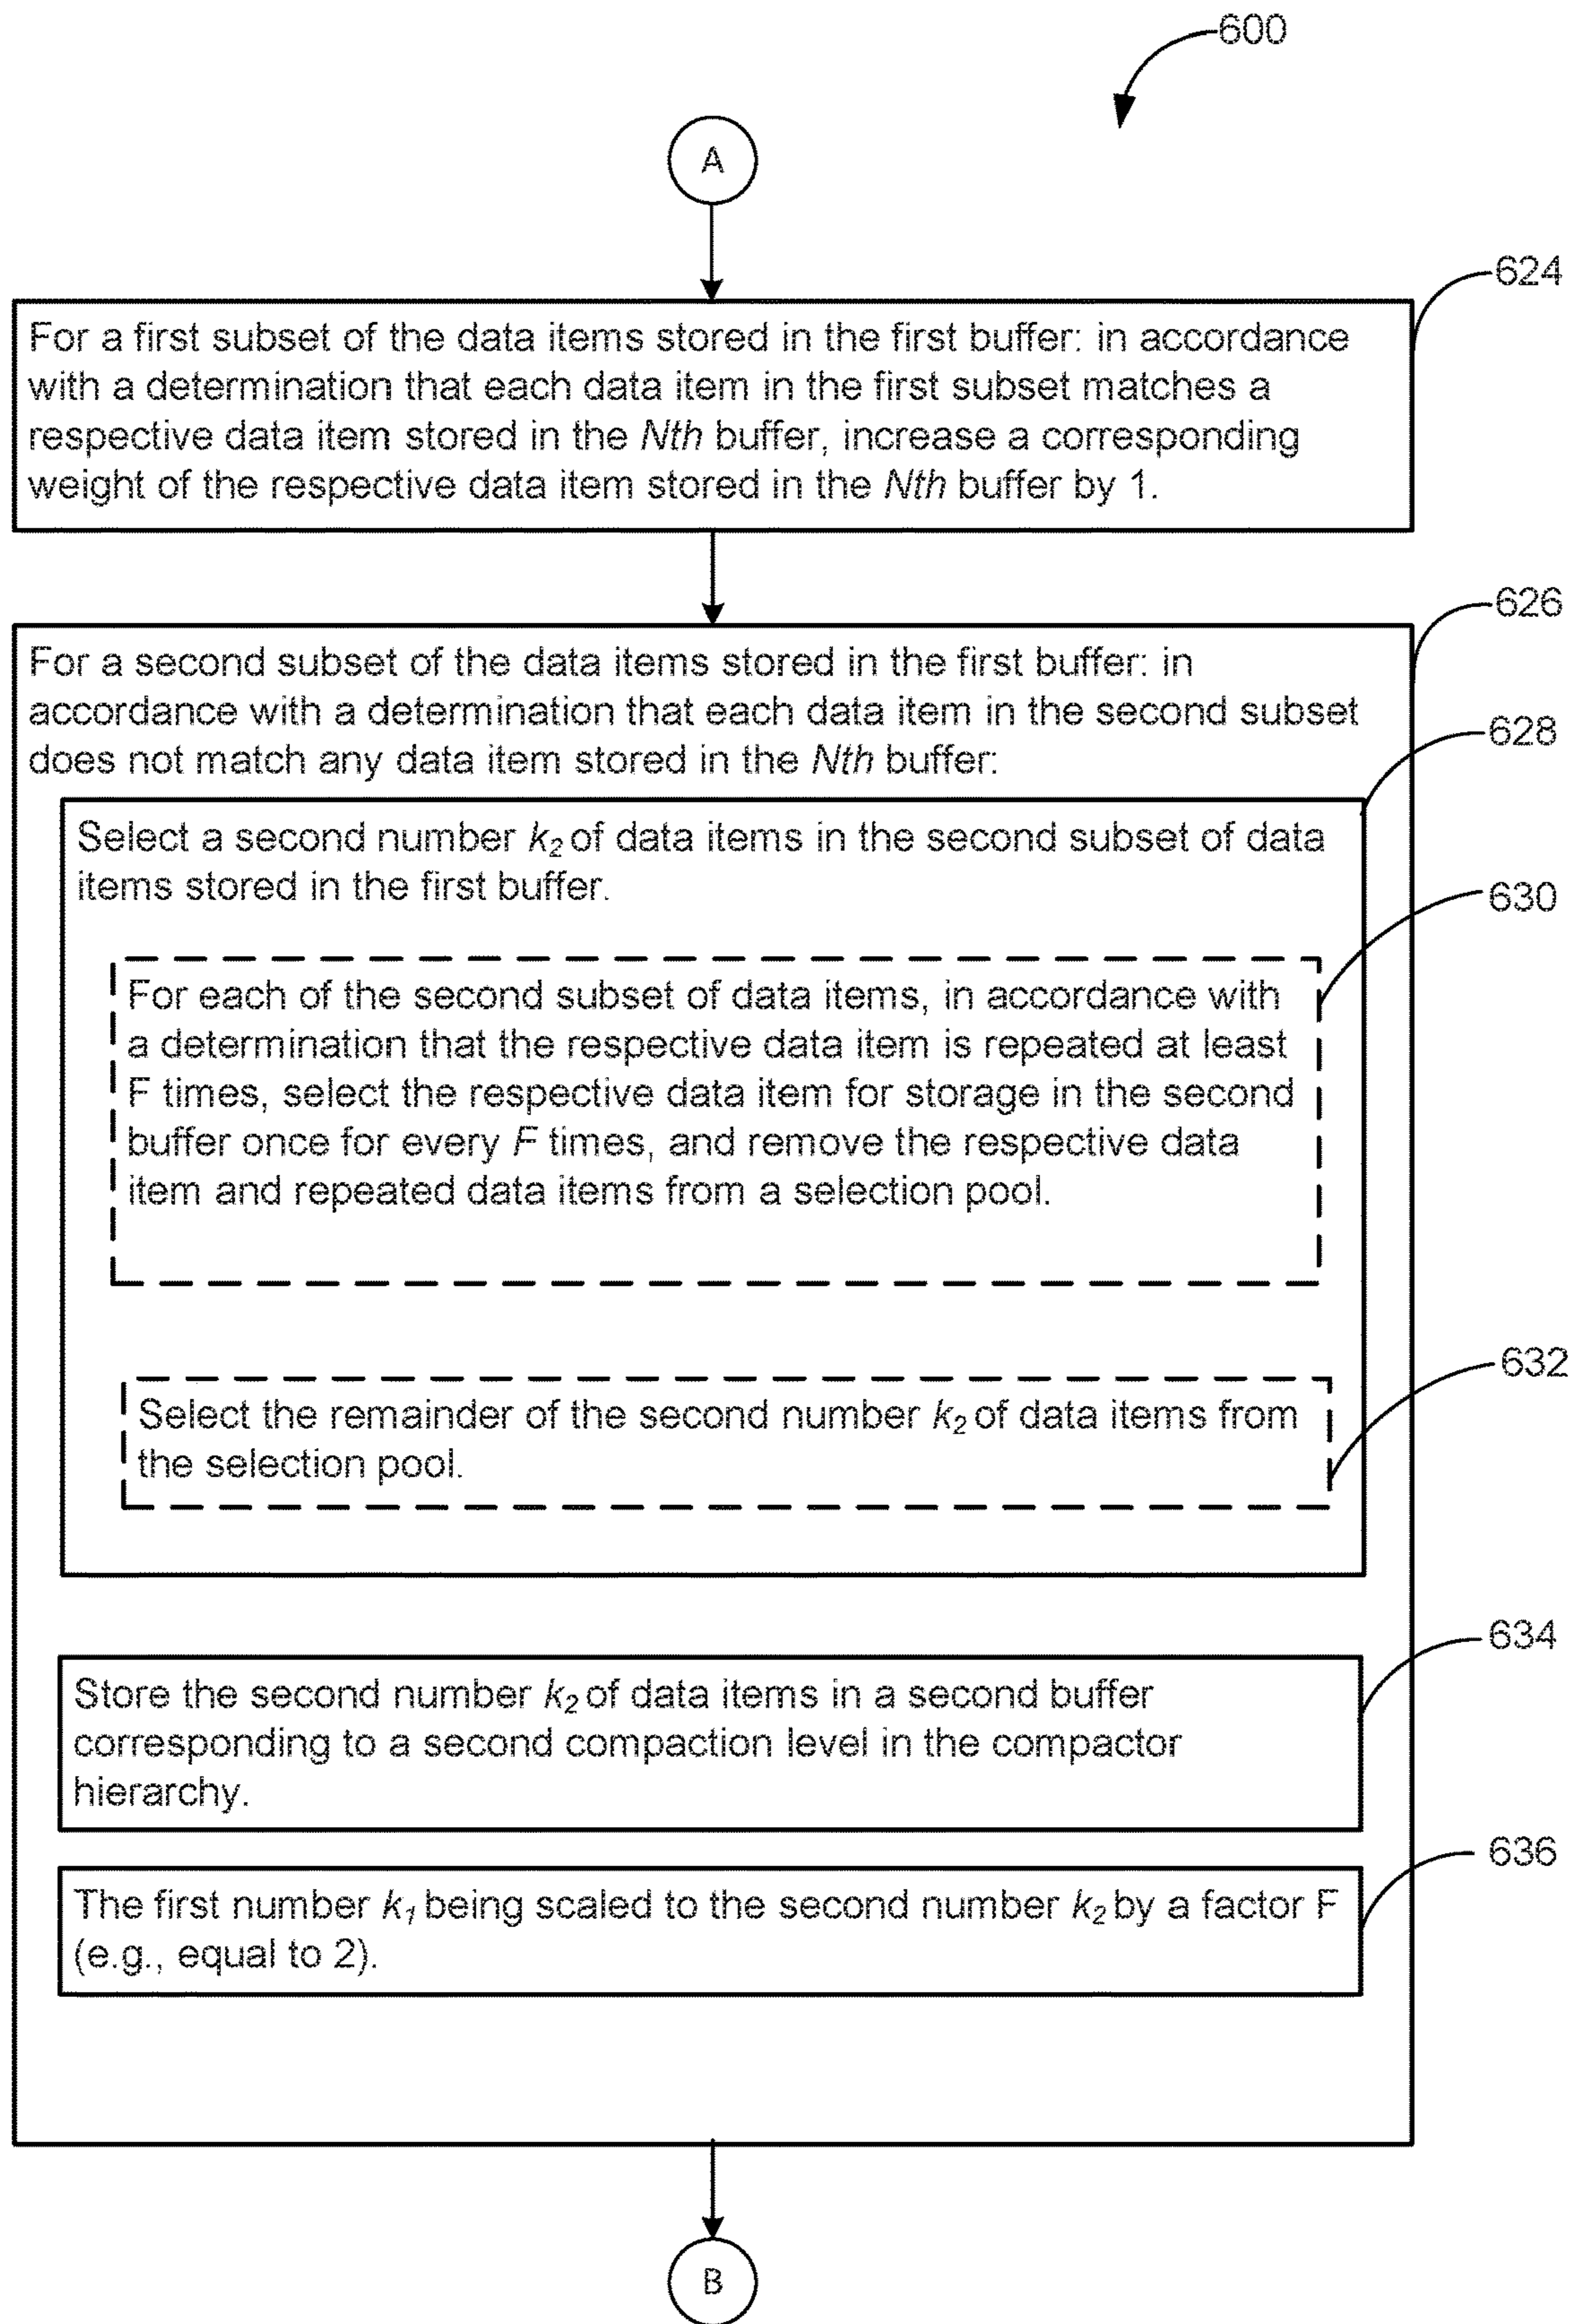 600
A
624
For a first subset of the data items stored in the first buffer: in accordance
with a determination that each data item in the first subset matches a
respective data item stored in the Nth buffer, increase a corresponding
weight of the respective data item stored in the Nth buffer by 1.
626
For a second subset of the data items stored in the first buffer: in
accordance with a determination that each data item in the second subset
does not match any data item stored in the Nth buffer:
628
Select a second number k2 of data items in the second subset of data
items stored in the first buffer.
630
For each of the second subset of data items, in accordance with
a determination that the respective data item is repeated at least
F times, select the respective data item for storage in the second
buffer once for every F times, and remove the respective data
item and repeated data items from a selection pool.
632
Select the remainder of the second number k2 of data items from
the selection pool.
634
Store the second number k2 of data items in a second buffer
corresponding to a second compaction level in the compactor
hierarchy.
636
The first number k1 being scaled to the second number k2 by a factor F
(e.g., equal to 2).
B